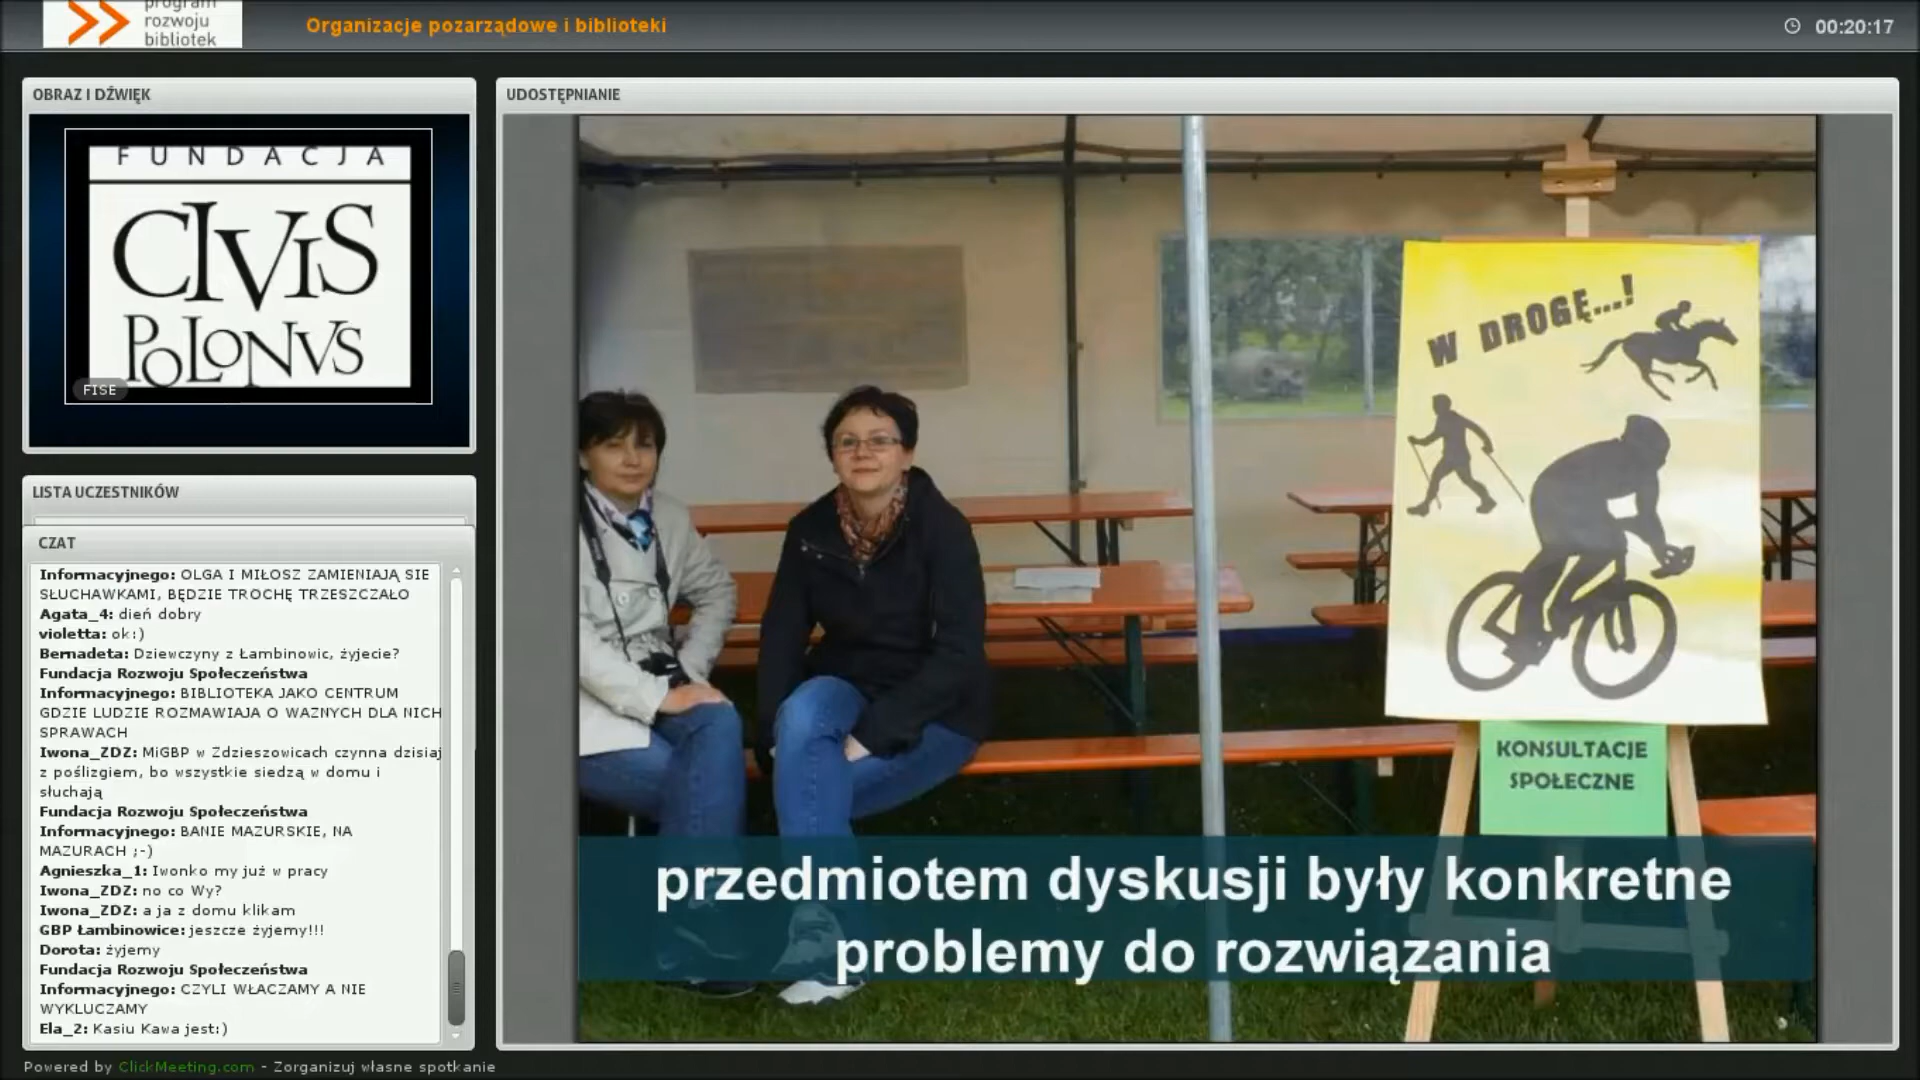 program
rozwoju
bibliotek
Organizacje pozarządowe i biblioteki
00:20:17
OBRAZ I DŹWIĘK
FUNDACJA
CIVIS
POLONVS
FISE
LISTA UCZESTNIKÓW
CZAT
Informacyjnego: OLGA I MIŁOSZ ZAMIENIAJĄ SIE
SŁUCHAWKAMI, BĘDZIE TROCHĘ TRZESZCZAŁO
Agata_4: dień dobry
violetta: ok:)
Bernadeta: Dziewczyny z Łambinowic, żyjecie?
Fundacja Rozwoju Społeczeństwa
Informacyjnego: BIBLIOTEKA JAKO CENTRUM
GDZIE LUDZIE ROZMAWIAJA O WAZNYCH DLA NICH
SPRAWACH
Iwona_ZDZ: MiGBP w Zdzieszowicach czynna dzisiaj
z poślizgiem, bo wszystkie siedzą w domu i
słuchają
Fundacja Rozwoju Społeczeństwa
Informacyjnego: BANIE MAZURSKIE, NA
MAZURACH ;-)
Agnieszka_1: Iwonko my już w pracy
Iwona_ZDZ: no co Wy?
Iwona_ZDZ: a ja z domu klikam
GBP Łambinowice: jeszcze żyjemy!!!
Dorota: żyjemy
Fundacja Rozwoju Społeczeństwa
Informacyjnego: CZYLI WŁACZAMY A NIE
WYKLUCZAMY
Ela_2: Kasiu Kawa jest:)
UDOSTĘPNIANIE
W DROGĘ...!
KONSULTACJE
SPOŁECZNE
przedmiotem dyskusji były konkretne
problemy do rozwiązania
Powered by ClickMeeting.com - Zorganizuj własne spotkanie